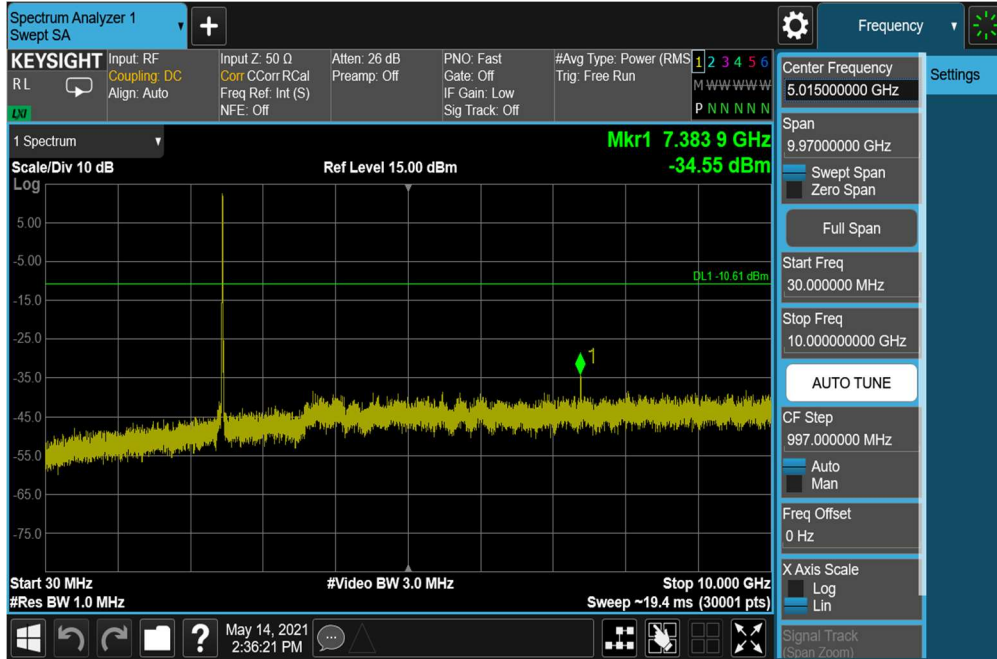 Spectrum Analyzer 1
Swept SA
Frequency
KEYSIGHT
R L
LXI
Input: RF
Coupling: DC
Align: Auto
Input Z: 50 Ω
Corr CCorr RCal
Freq Ref: Int (S)
NFE: Off
Atten: 26 dB
Preamp: Off
PNO: Fast
Gate: Off
IF Gain: Low
Sig Track: Off
#Avg Type: Power (RMS
Trig: Free Run
1 2 3 4 5 6
M W W W W W
P N N N N N
1 Spectrum
Scale/Div 10 dB
Log
Ref Level 15.00 dBm
Mkr1 7.383 9 GHz
-34.55 dBm
5.00
-5.00
DL1 -10.61 dBm
-15.0
-25.0
1
-35.0
-45.0
-55.0
-65.0
-75.0
Start 30 MHz
#Res BW 1.0 MHz
#Video BW 3.0 MHz
Stop 10.000 GHz
Sweep ~19.4 ms (30001 pts)
Center Frequency
5.015000000 GHz
Settings
Span
9.97000000 GHz
Swept Span
Zero Span
Full Span
Start Freq
30.000000 MHz
Stop Freq
10.000000000 GHz
AUTO TUNE
CF Step
997.000000 MHz
Auto
Man
Freq Offset
0 Hz
X Axis Scale
Log
Lin
Signal Track
(Span Zoom)
?
May 14, 2021
2:36:21 PM